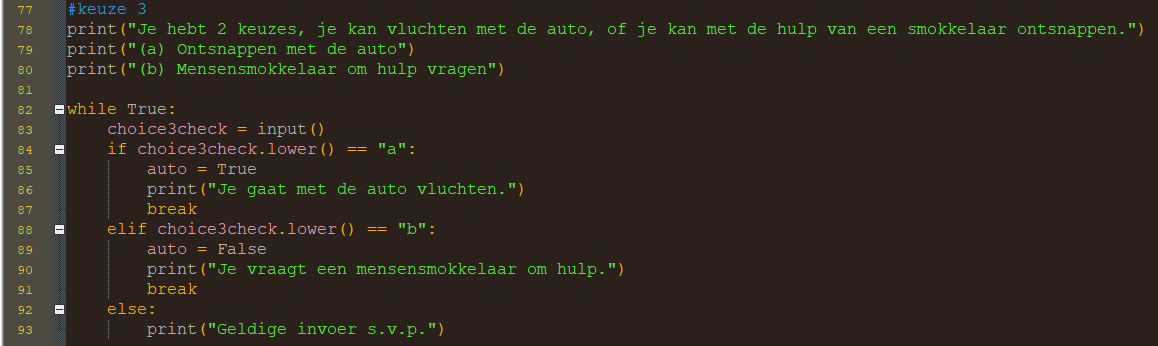 77 #keuze 3
78 print("Je hebt 2 keuzes, je kan vluchten met de auto, of je kan met de hulp van een smokkelaar ontsnappen.")
79 print("(a) Ontsnappen met de auto")
80 print("(b) Mensensmokkelaar om hulp vragen")
81
82 while True:
83     choice3check = input()
84     if choice3check.lower() == "a":
85         auto = True
86         print("Je gaat met de auto vluchten.")
87         break
88     elif choice3check.lower() == "b":
89         auto = False
90         print("Je vraagt een mensensmokkelaar om hulp.")
91         break
92     else:
93         print("Geldige invoer s.v.p.")